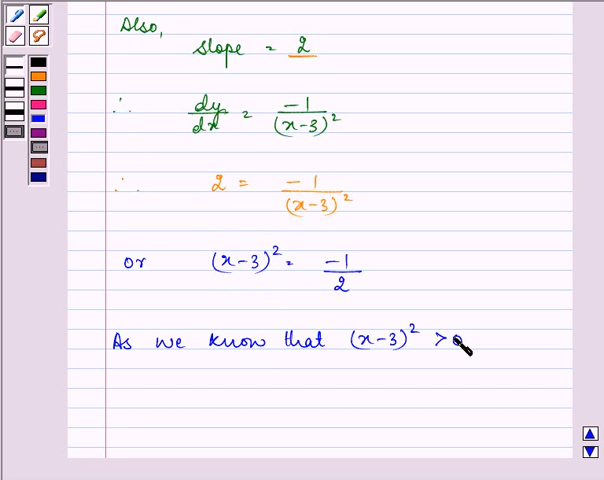 Also,
slope = 2
∴ dy/dx = -1/(x-3)²
∴ 2 = -1/(x-3)²
or (x-3)² = -1/2
As we know that (x-3)² > 0